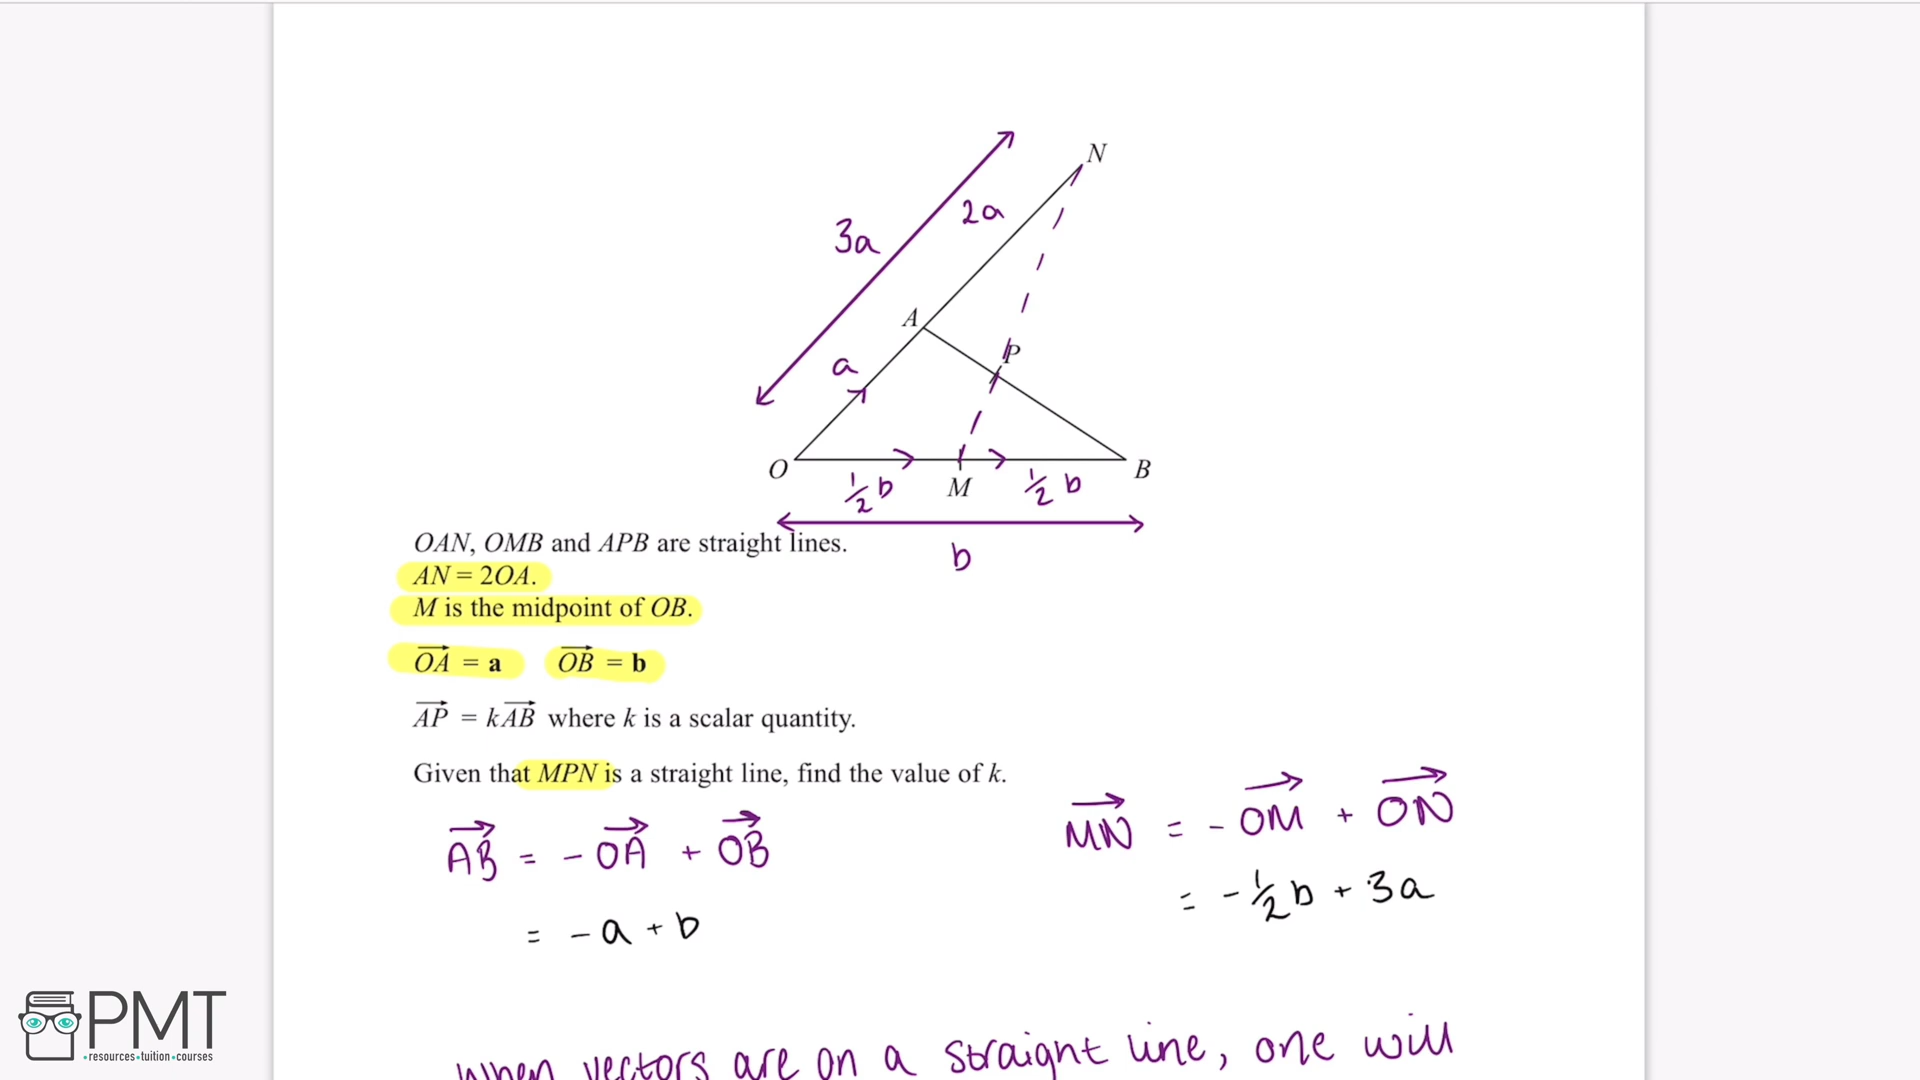 N
2a
3a
A
P
a
O
½b
M
½ b
B
b
OAN, OMB and APB are straight lines.
AN = 2OA.
M is the midpoint of OB.
OA = a OB = b
AP = kAB where k is a scalar quantity.
Given that MPN is a straight line, find the value of k.
AB = - OA + OB
= - a + b
MN = - OM + ON
= - ½ b + 3a
When vectors are on a straight line, one will
PMT
•resources•tuition•courses